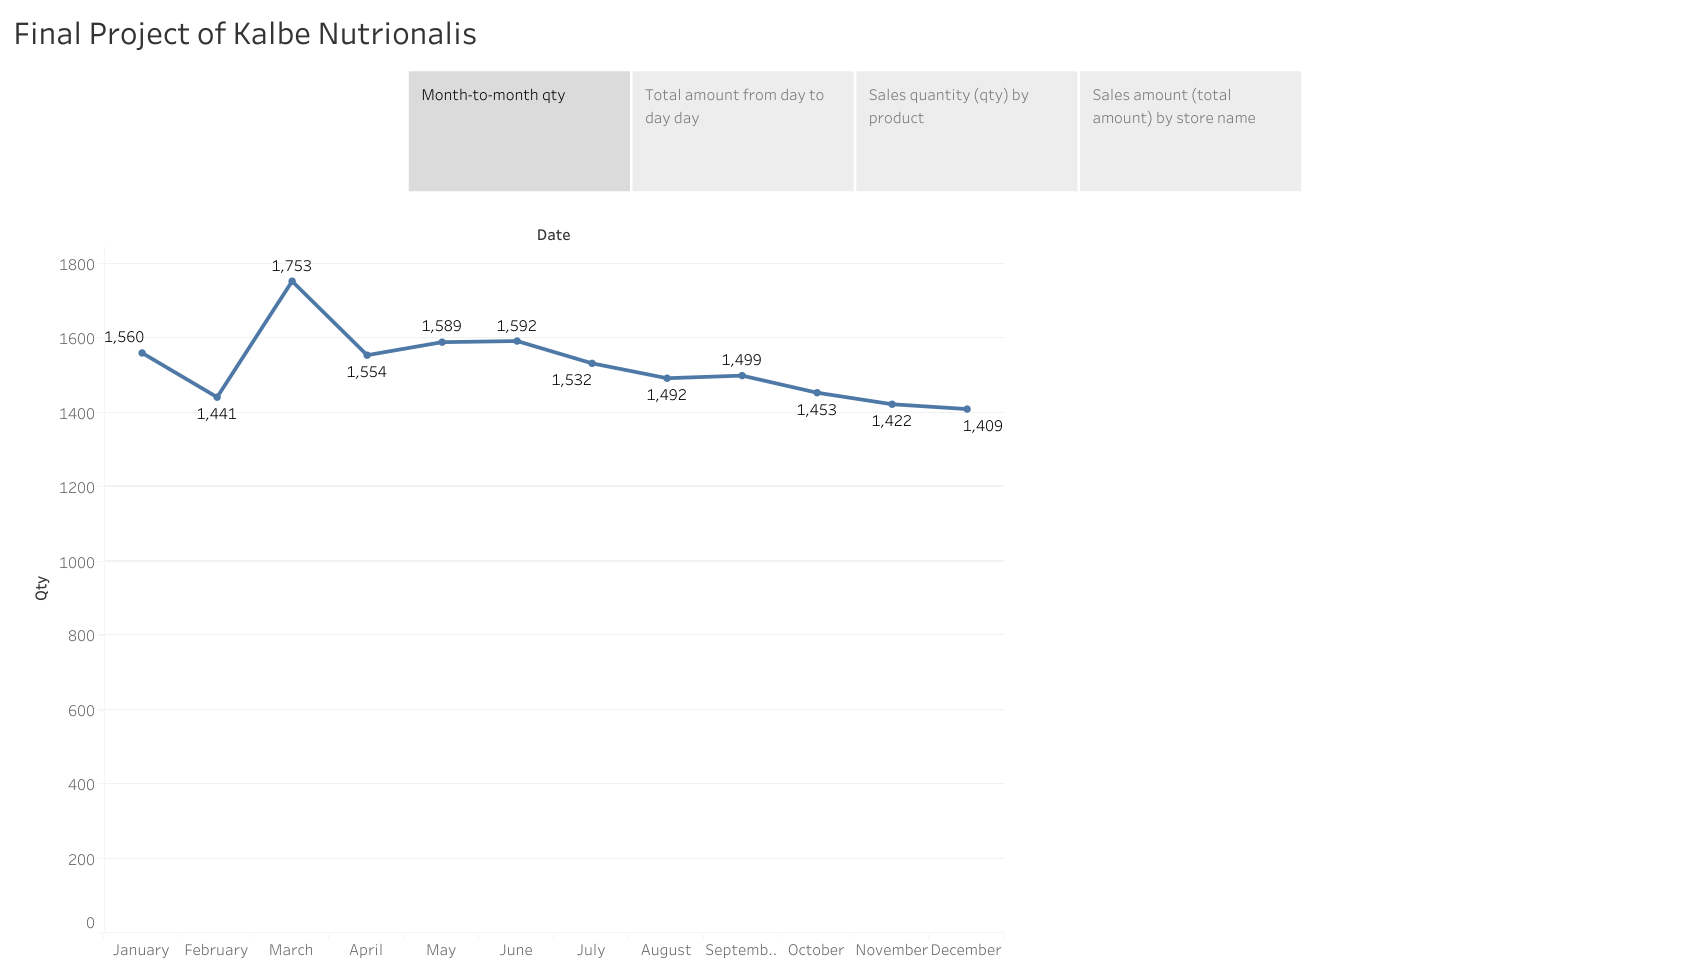 Final Project of Kalbe Nutrionalis
Month-to-month qty
Total amount from day to
day day
Sales quantity (qty) by
product
Sales amount (total
amount) by store name
Date
1800
1600
1400
1200
1000
800
600
400
200
0
Qty
1,560
1,441
1,753
1,554
1,589
1,592
1,532
1,492
1,499
1,453
1,422
1,409
January February March April May June July August Septemb.. October November December